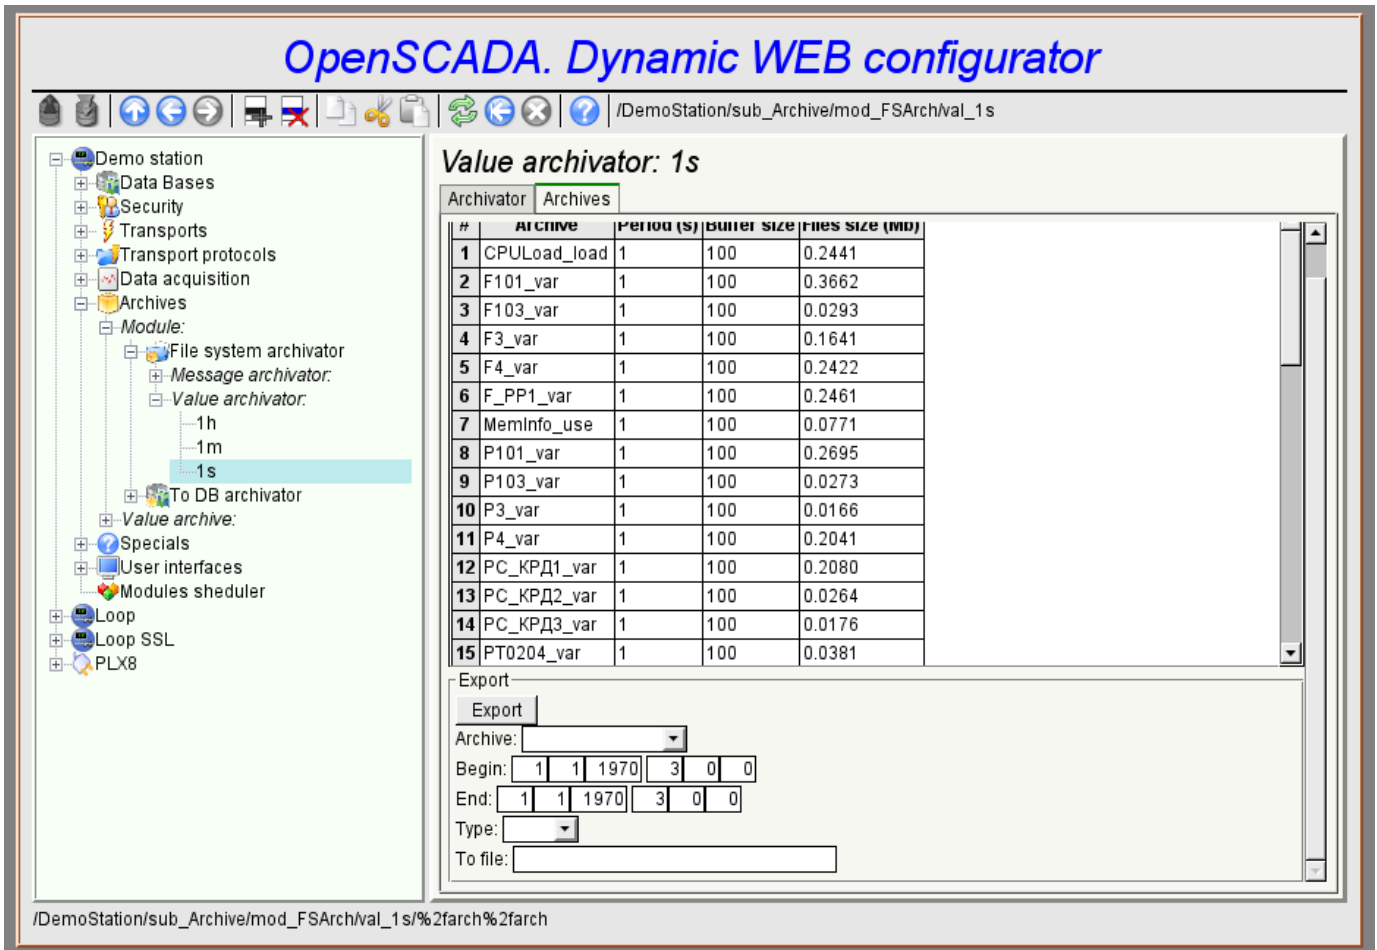 OpenSCADA. Dynamic WEB configurator
/DemoStation/sub_Archive/mod_FSArch/val_1s
Demo station
Data Bases
Security
Transports
Transport protocols
Data acquisition
Archives
Module:
File system archivator
Message archivator:
Value archivator:
1h
1m
1s
To DB archivator
Value archive:
Specials
User interfaces
Modules sheduler
Loop
Loop SSL
PLX8
Value archivator: 1s
Archivator Archives
# Archive Period (s) Buffer size Files size (Mb)
1 CPULoad_load 1 100 0.2441
2 F101_var 1 100 0.3662
3 F103_var 1 100 0.0293
4 F3_var 1 100 0.1641
5 F4_var 1 100 0.2422
6 F_PP1_var 1 100 0.2461
7 MemInfo_use 1 100 0.0771
8 P101_var 1 100 0.2695
9 P103_var 1 100 0.0273
10 P3_var 1 100 0.0166
11 P4_var 1 100 0.2041
12 PC_КРД1_var 1 100 0.2080
13 PC_КРД2_var 1 100 0.0264
14 PC_КРД3_var 1 100 0.0176
15 PT0204_var 1 100 0.0381
Export
Export
Archive:
Begin: 1 1 1970 3 0 0
End: 1 1 1970 3 0 0
Type:
To file:
/DemoStation/sub_Archive/mod_FSArch/val_1s/%2farch%2farch